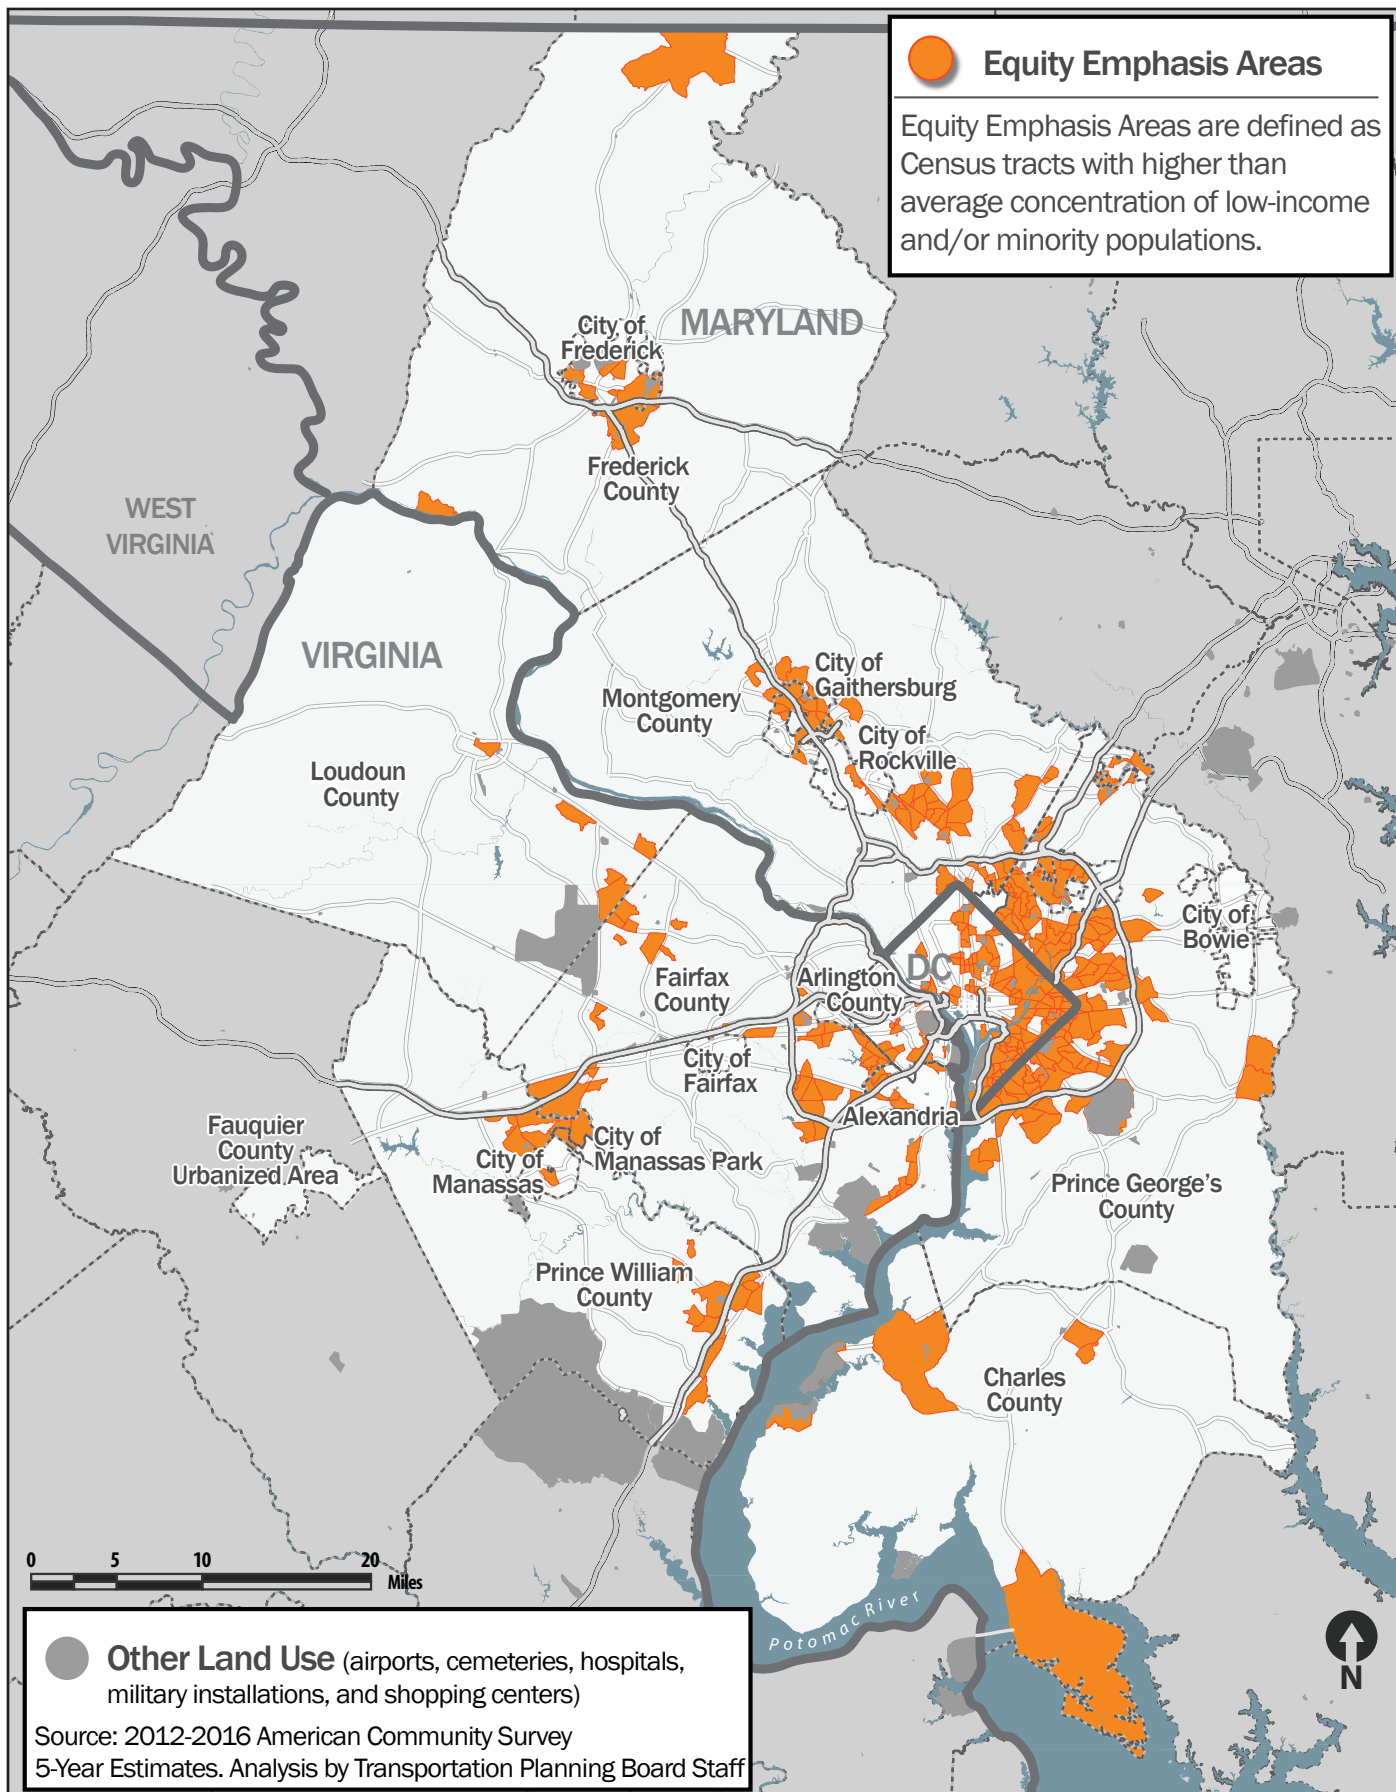 Equity Emphasis Areas
Equity Emphasis Areas are defined as
Census tracts with higher than
average concentration of low-income
and/or minority populations.
City of
Frederick
MARYLAND
Frederick
County
WEST
VIRGINIA
VIRGINIA
City of
Gaithersburg
Montgomery
County
City of
Rockville
Loudoun
County
City of
Bowie
DC
Arlington
County
Fairfax
County
City of
Fairfax
Alexandria
Fauquier
County
Urbanized Area
City of
Manassas Park
City of
Manassas
Prince George's
County
Prince William
County
Charles
County
0 5 10 20
Miles
Potomac River
N
Other Land Use (airports, cemeteries, hospitals,
military installations, and shopping centers)
Source: 2012-2016 American Community Survey
5-Year Estimates. Analysis by Transportation Planning Board Staff